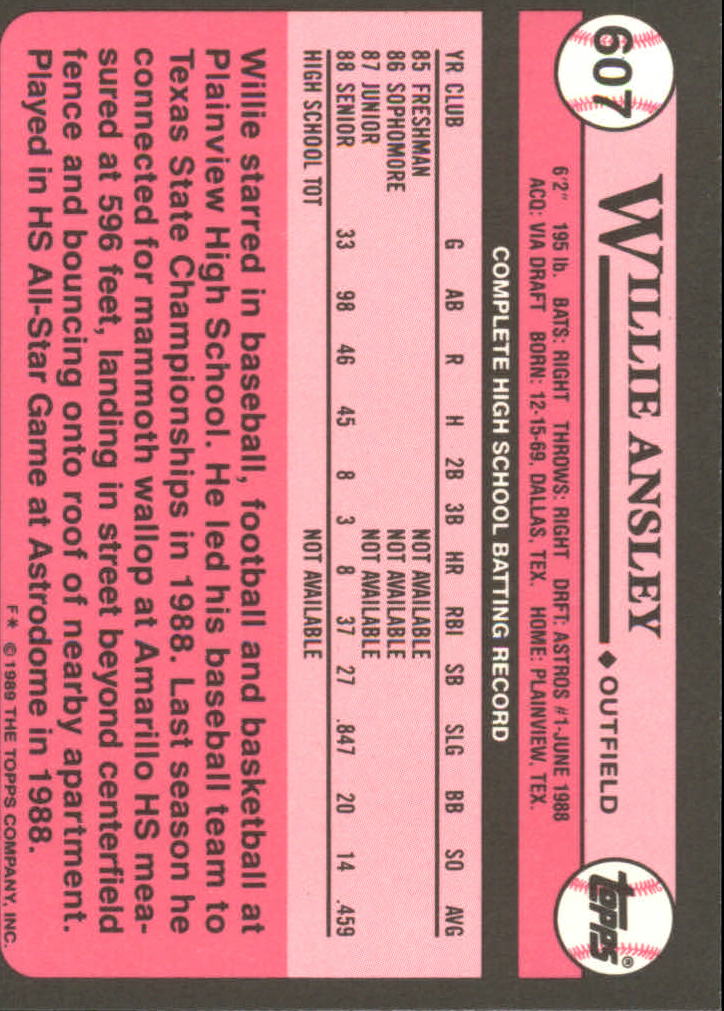 607
WILLIE ANSLEY ♦ OUTFIELD
topps®
6'2" 195 lb. BATS: RIGHT THROWS: RIGHT DRFT: ASTROS #1-JUNE 1988
ACQ: VIA DRAFT BORN: 12-15-69, DALLAS, TEX. HOME: PLAINVIEW, TEX.
COMPLETE HIGH SCHOOL BATTING RECORD
YR CLUB G AB R H 2B 3B HR RBI SB SLG BB SO AVG
85 FRESHMAN NOT AVAILABLE
86 SOPHOMORE NOT AVAILABLE
87 JUNIOR NOT AVAILABLE
88 SENIOR 33 98 46 45 8 3 8 37 27 .847 20 14 .459
HIGH SCHOOL TOT NOT AVAILABLE
Willie starred in baseball, football and basketball at
Plainview High School. He led his baseball team to
Texas State Championships in 1988. Last season he
connected for mammoth wallop at Amarillo HS mea-
sured at 596 feet, landing in street beyond centerfield
fence and bouncing onto roof of nearby apartment.
Played in HS All-Star Game at Astrodome in 1988.
F* © 1989 THE TOPPS COMPANY, INC.